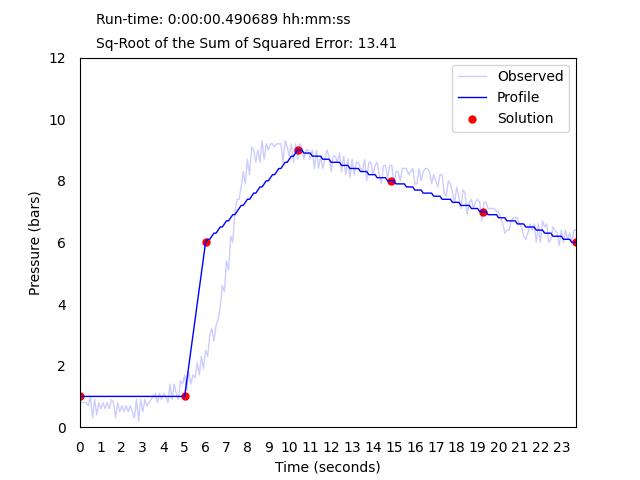 Run-time: 0:00:00.490689 hh:mm:ss
Sq-Root of the Sum of Squared Error: 13.41
12
10
8
6
4
2
0
Pressure (bars)
Observed
Profile
Solution
0 1 2 3 4 5 6 7 8 9 10 11 12 13 14 15 16 17 18 19 20 21 22 23
Time (seconds)